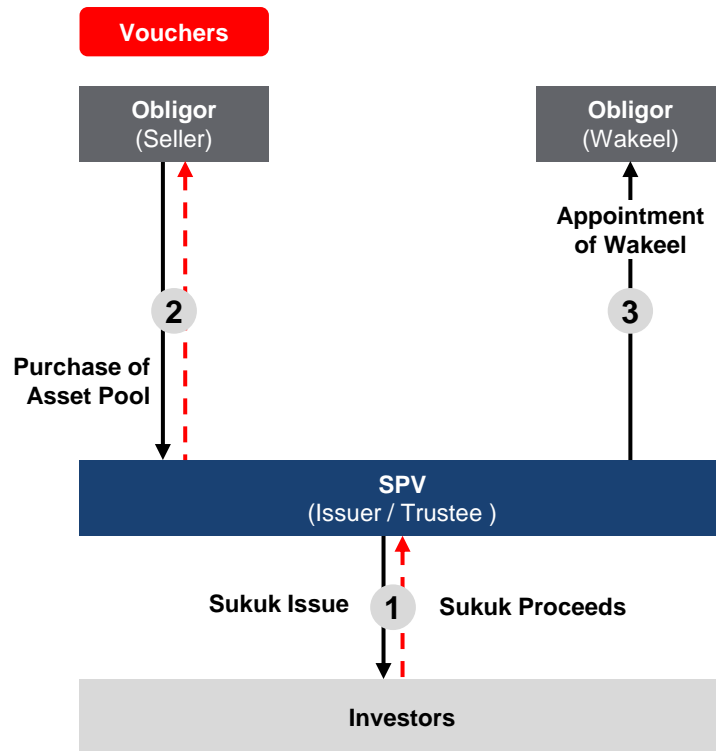 Vouchers
Obligor
(Seller)
Obligor
(Wakeel)
Appointment
of Wakeel
2
3
Purchase of
Asset Pool
SPV
(Issuer / Trustee )
Sukuk Issue
1
Sukuk Proceeds
Investors